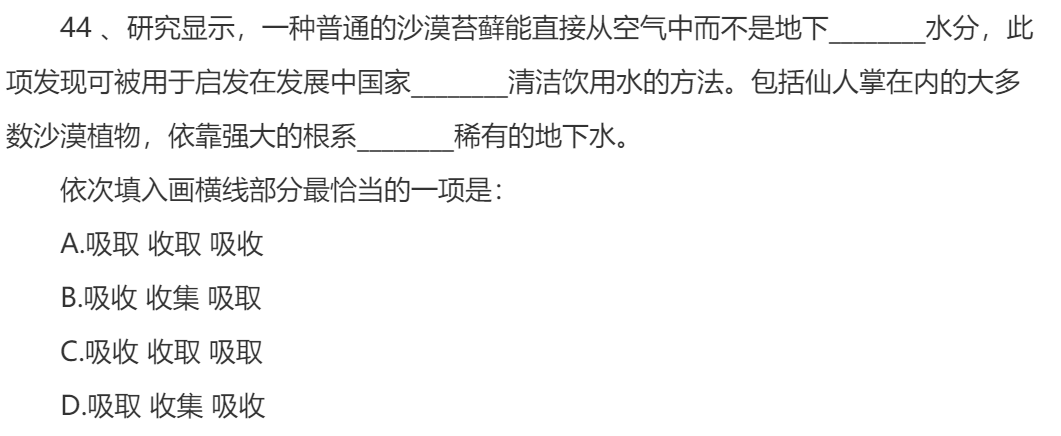 44 、研究显示，一种普通的沙漠苔藓能直接从空气中而不是地下________水分，此
项发现可被用于启发在发展中国家________清洁饮用水的方法。包括仙人掌在内的大多
数沙漠植物，依靠强大的根系________稀有的地下水。
依次填入画横线部分最恰当的一项是：
A.吸取 收取 吸收
B.吸收 收集 吸取
C.吸收 收取 吸取
D.吸取 收集 吸收